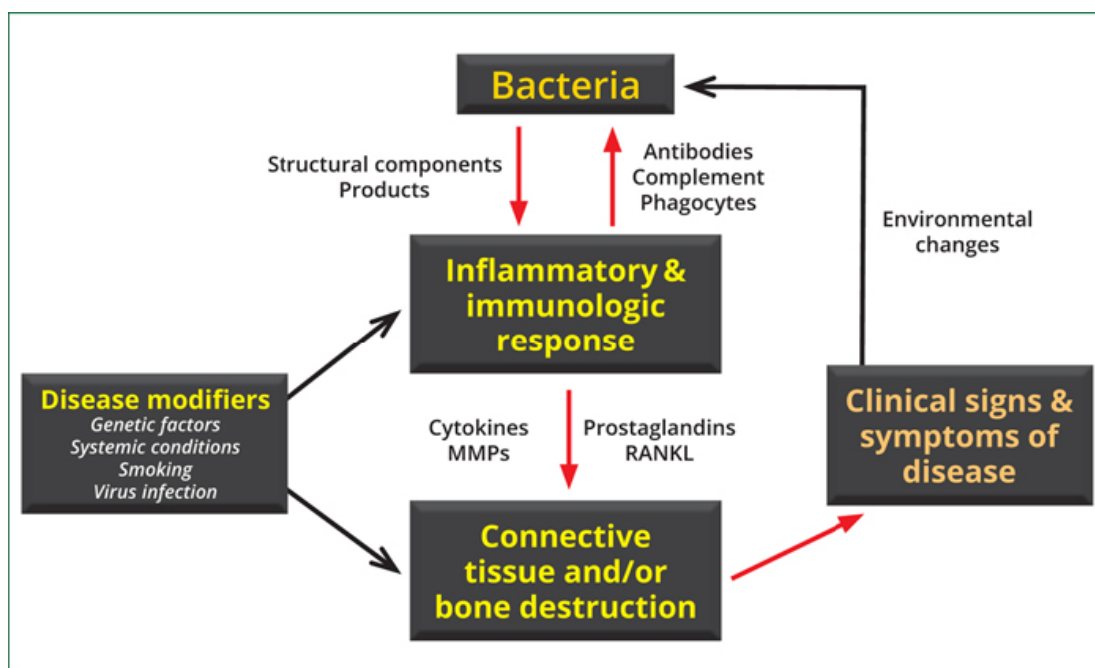 Bacteria
Structural components
Products
Antibodies
Complement
Phagocytes
Environmental
changes
Inflammatory &
immunologic
response
Disease modifiers
Genetic factors
Systemic conditions
Smoking
Virus infection
Cytokines
MMPs
Prostaglandins
RANKL
Clinical signs &
symptoms of
disease
Connective
tissue and/or
bone destruction